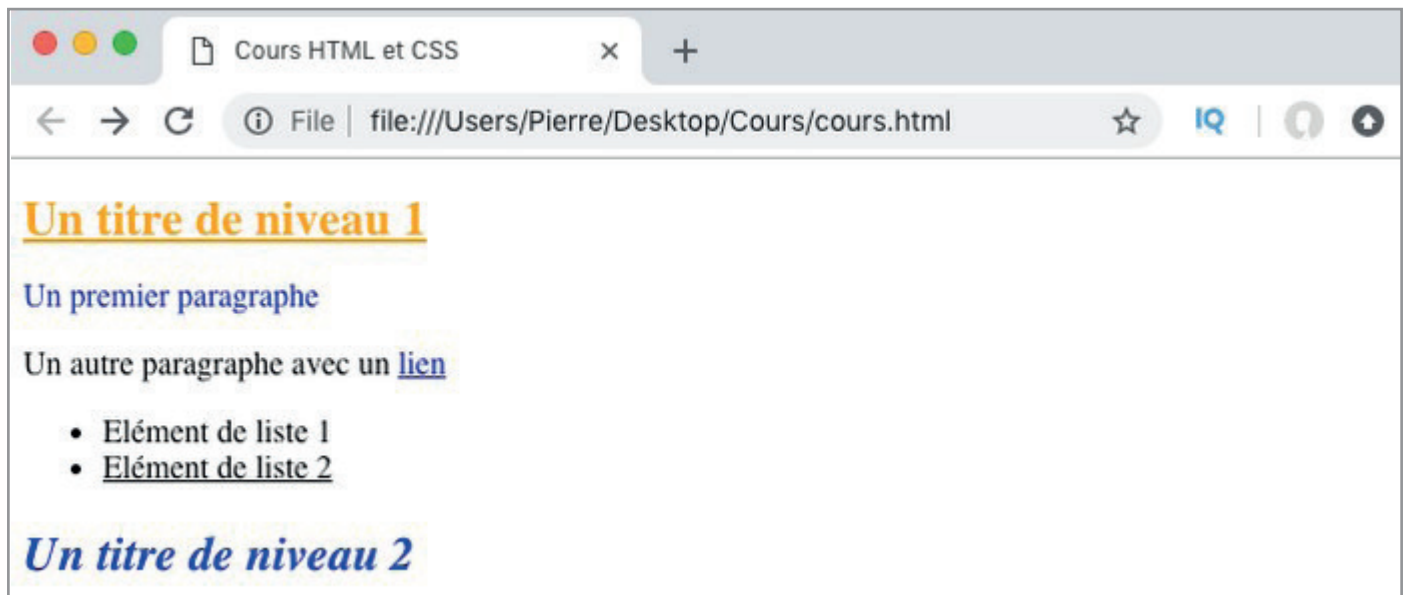 Cours HTML et CSS
File file:///Users/Pierre/Desktop/Cours/cours.html
IQ
Un titre de niveau 1
Un premier paragraphe
Un autre paragraphe avec un lien
• Elément de liste 1
• Elément de liste 2
Un titre de niveau 2